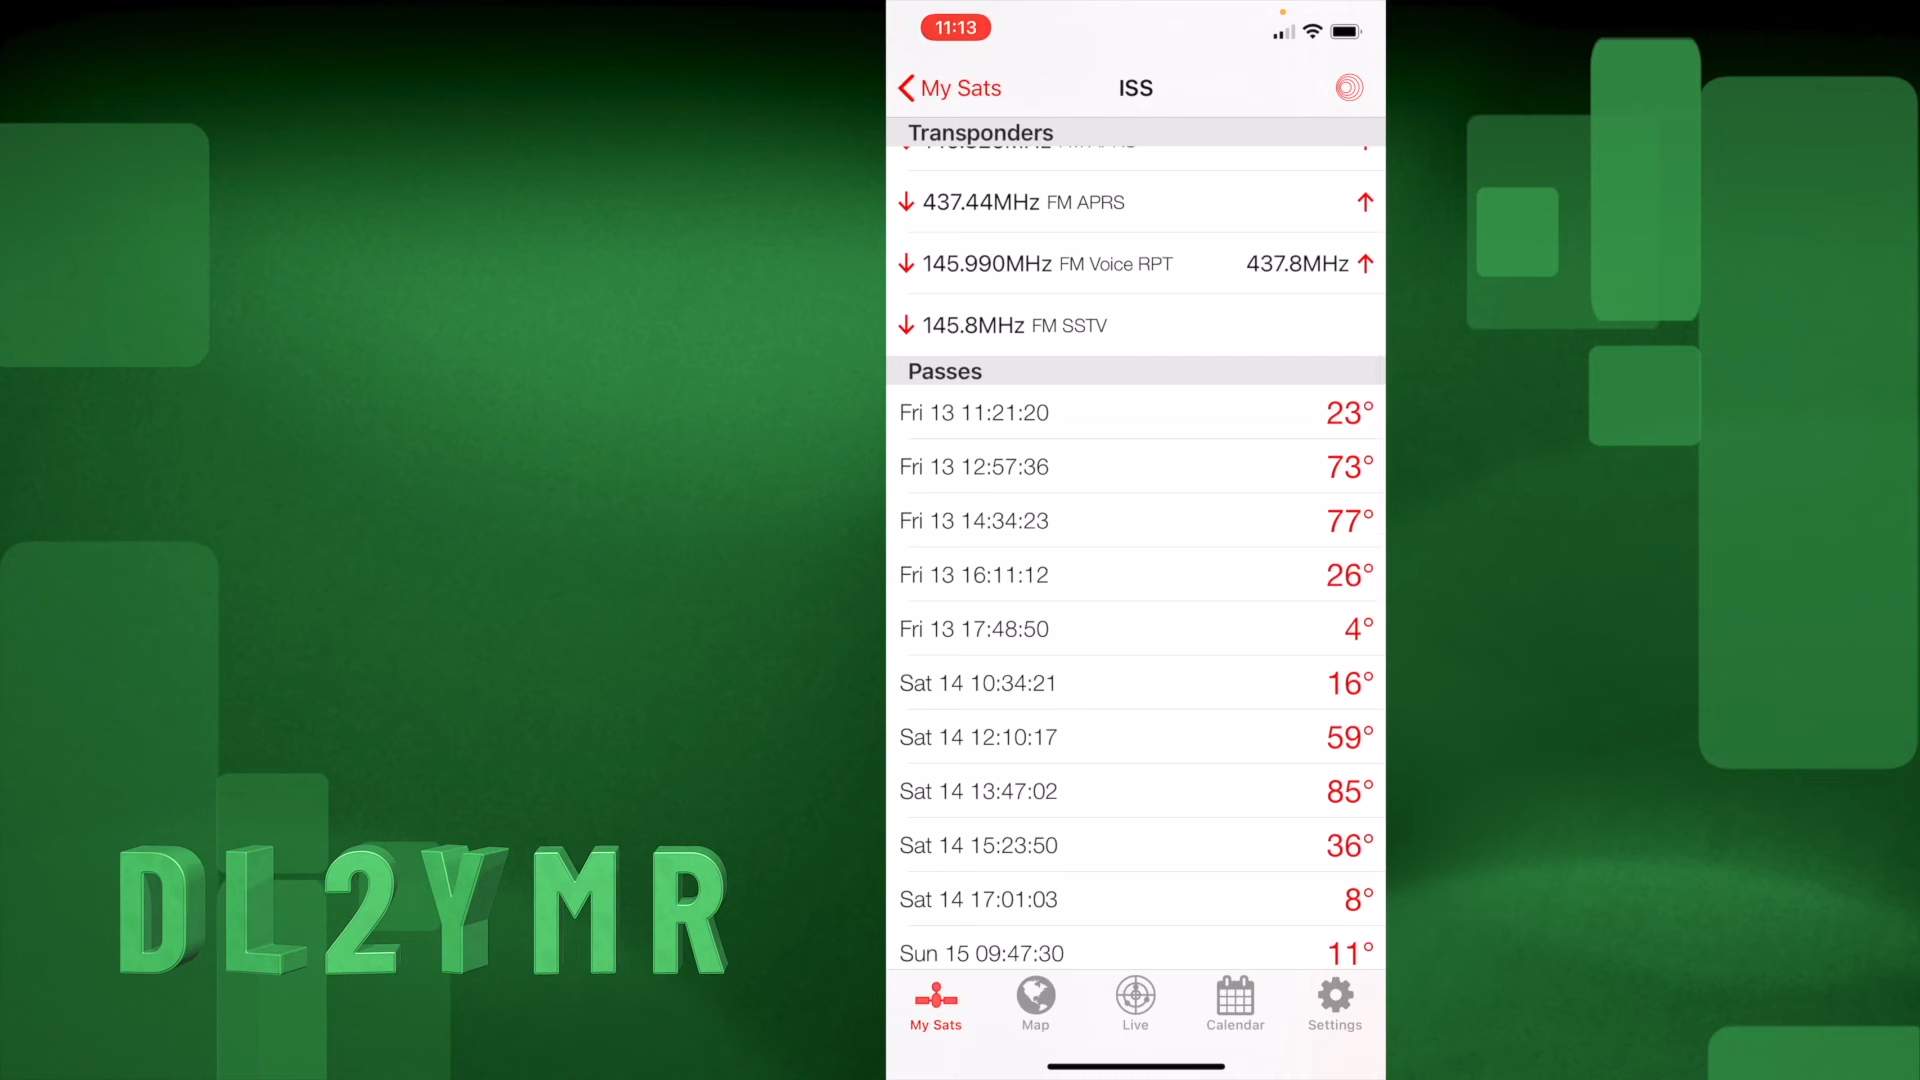 11:13
My Sats
ISS
Transponders
437.44MHz FM APRS
145.990MHz FM Voice RPT 437.8MHz
145.8MHz FM SSTV
Passes
Fri 13 11:21:20 23°
Fri 13 12:57:36 73°
Fri 13 14:34:23 77°
Fri 13 16:11:12 26°
Fri 13 17:48:50 4°
Sat 14 10:34:21 16°
Sat 14 12:10:17 59°
Sat 14 13:47:02 85°
Sat 14 15:23:50 36°
Sat 14 17:01:03 8°
Sun 15 09:47:30 11°
My Sats Map Live Calendar Settings
DL2YMR